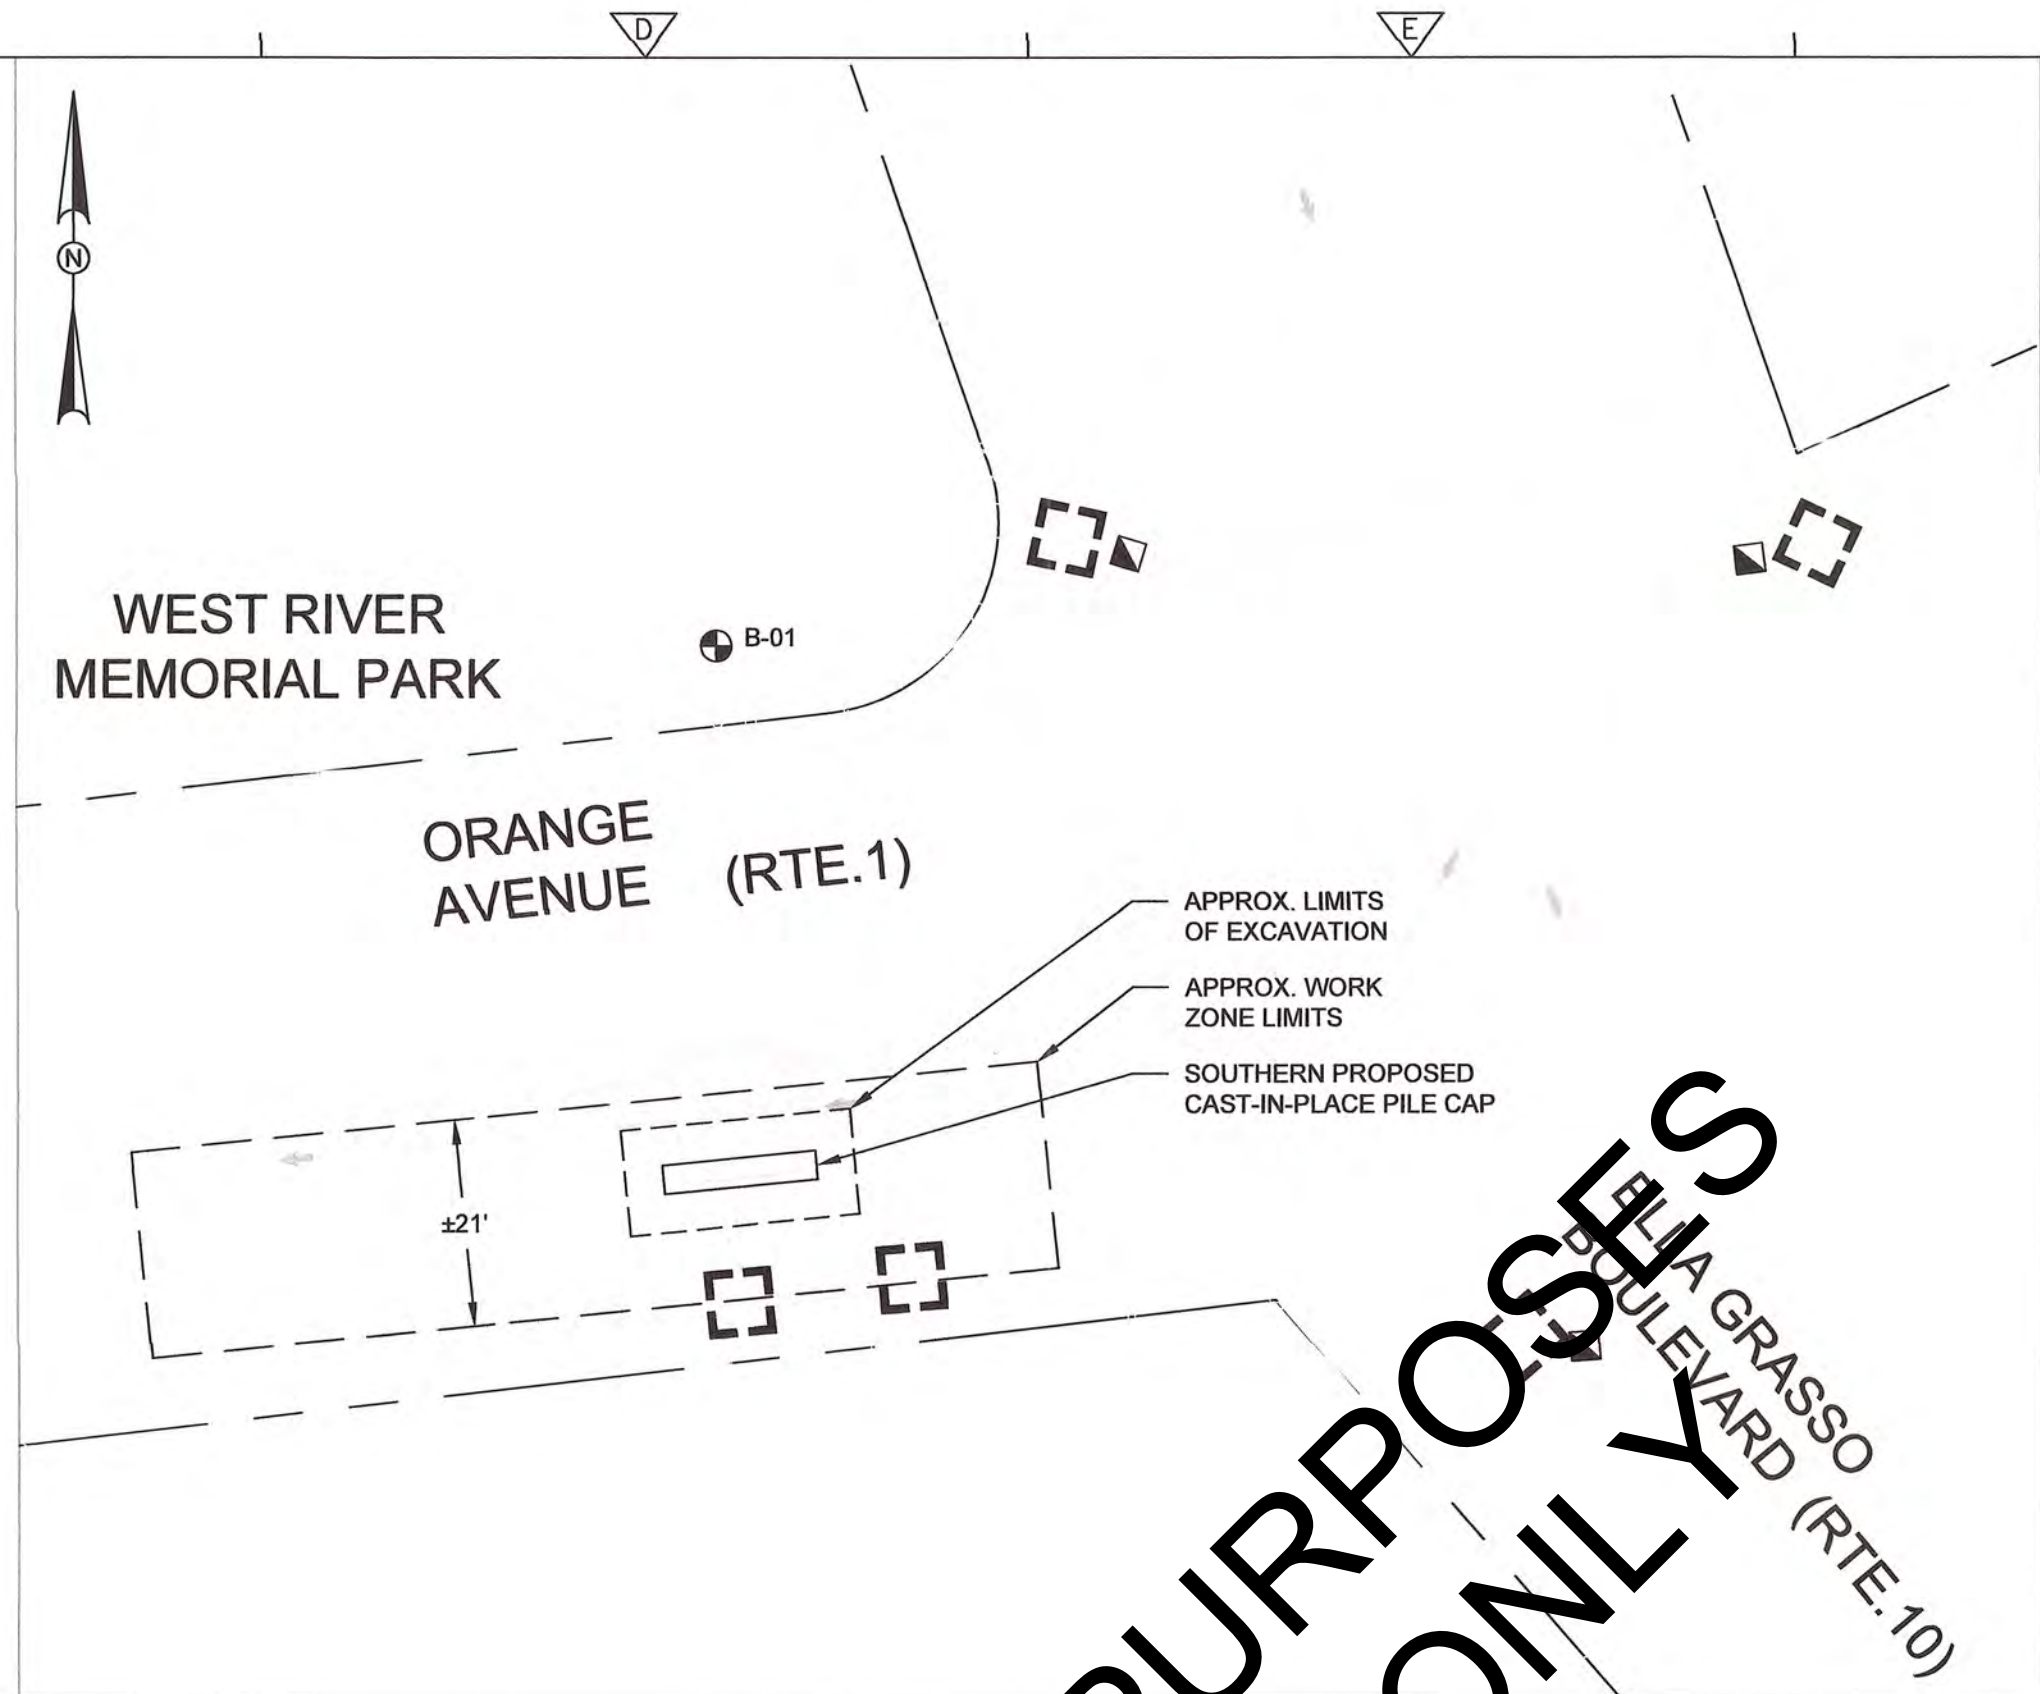 D
E
N
WEST RIVER
MEMORIAL PARK
B-01
ORANGE
AVENUE (RTE.1)
APPROX. LIMITS
OF EXCAVATION
APPROX. WORK
ZONE LIMITS
SOUTHERN PROPOSED
CAST-IN-PLACE PILE CAP
±21'
ELLA GRASSO
BOULEVARD (RTE.10)
PURPOSES
ONLY